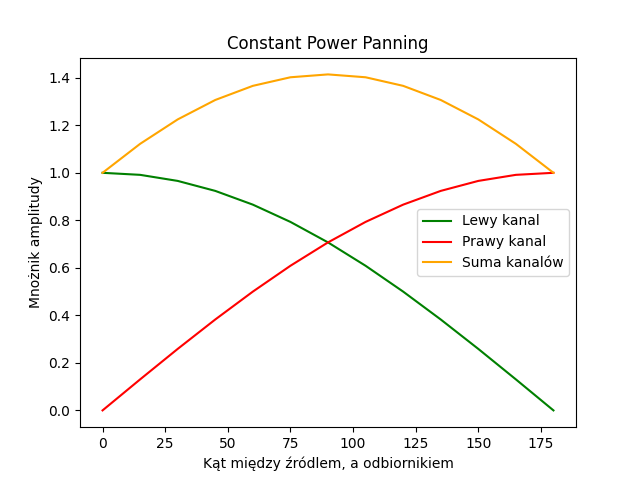 Constant Power Panning
Mnożnik amplitudy
1.4
1.2
1.0
0.8
0.6
0.4
0.2
0.0
Lewy kanal
Prawy kanal
Suma kanalów
0 25 50 75 100 125 150 175
Kąt między źródlem, a odbiornikiem